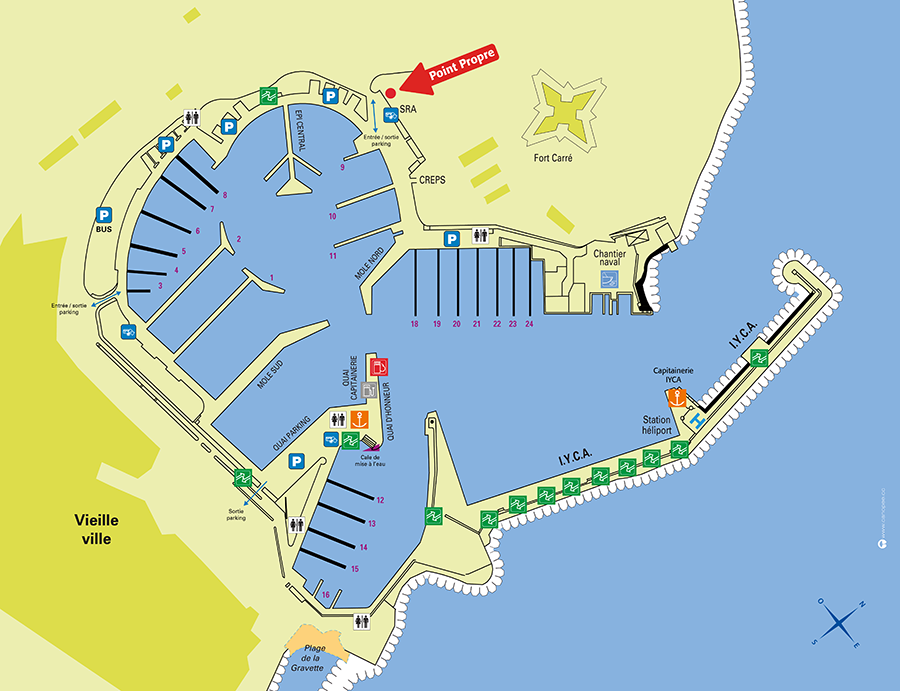 Point Propre
P
SRA
EPI CENTRAL
P
Entrée / sortie
parking
Fort Carré
P
9
CREPS
8
7
10
P
BUS
6
2
11
MOLE NORD
P
Chantier
naval
5
4
3
1
Entrée / sortie
parking
18
19
20
21
22
23
24
I.Y.C.A.
MOLE SUD
QUAI
CAPITAINERIE
QUAI D'HONNEUR
Capitainerie
IYCA
H
Station
héliport
QUAI PARKING
Cale de
mise à l'eau
P
I.Y.C.A.
Sortie
parking
12
13
14
15
16
Vieille
ville
Plage
de la
Gravette
O
N
S
E